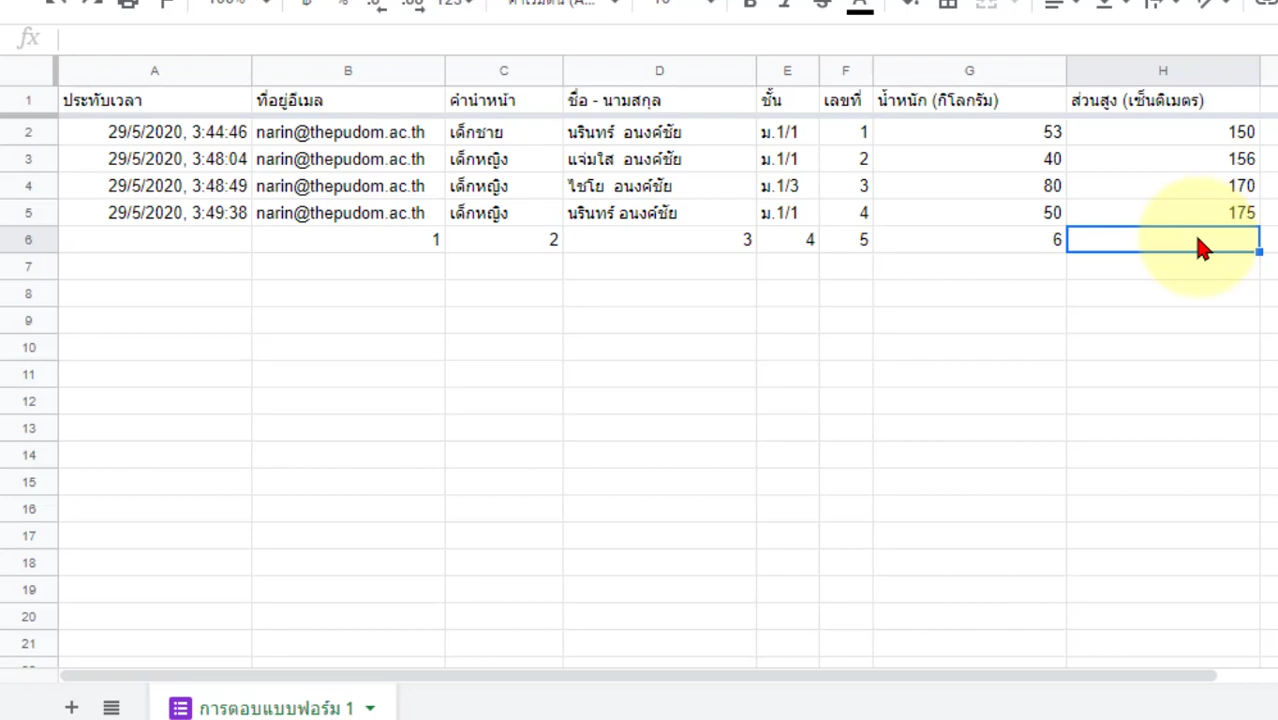 fx
A B C D E F G H
1 ประทับเวลา ที่อยู่อีเมล คำนำหน้า ชื่อ - นามสกุล ชั้น เลขที่ น้ำหนัก (กิโลกรัม) ส่วนสูง (เซ็นติเมตร)
2 29/5/2020, 3:44:46 narin@thepudom.ac.th เด็กชาย นรินทร์ อนงค์ชัย ม.1/1 1 53 150
3 29/5/2020, 3:48:04 narin@thepudom.ac.th เด็กหญิง แจ่มใส อนงค์ชัย ม.1/1 2 40 156
4 29/5/2020, 3:48:49 narin@thepudom.ac.th เด็กหญิง ไชโย อนงค์ชัย ม.1/3 3 80 170
5 29/5/2020, 3:49:38 narin@thepudom.ac.th เด็กหญิง นรินทร์ อนงค์ชัย ม.1/1 4 50 175
6 1 2 3 4 5 6
7
8
9
10
11
12
13
14
15
16
17
18
19
20
21
การตอบแบบฟอร์ม 1